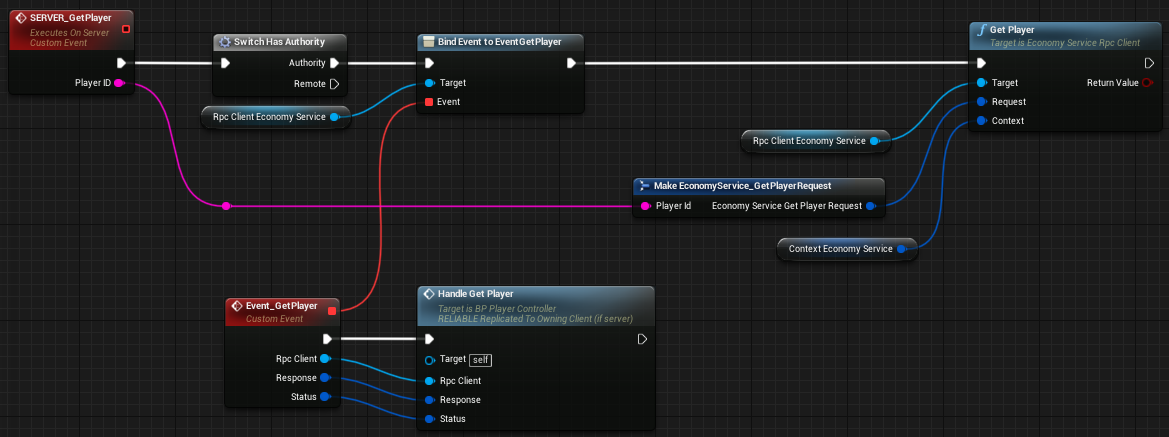 SERVER_GetPlayer
Executes On Server
Custom Event
Player ID
Switch Has Authority
Authority
Remote
Rpc Client Economy Service
Bind Event to EventGetPlayer
Target
Event
Get Player
Target is Economy Service Rpc Client
Target
Return Value
Request
Context
Rpc Client Economy Service
Make EconomyService_GetPlayerRequest
Player Id
Economy Service Get Player Request
Context Economy Service
Event_GetPlayer
Custom Event
Rpc Client
Response
Status
Handle Get Player
Target is BP Player Controller
RELIABLE Replicated To Owning Client (if server)
Target self
Rpc Client
Response
Status